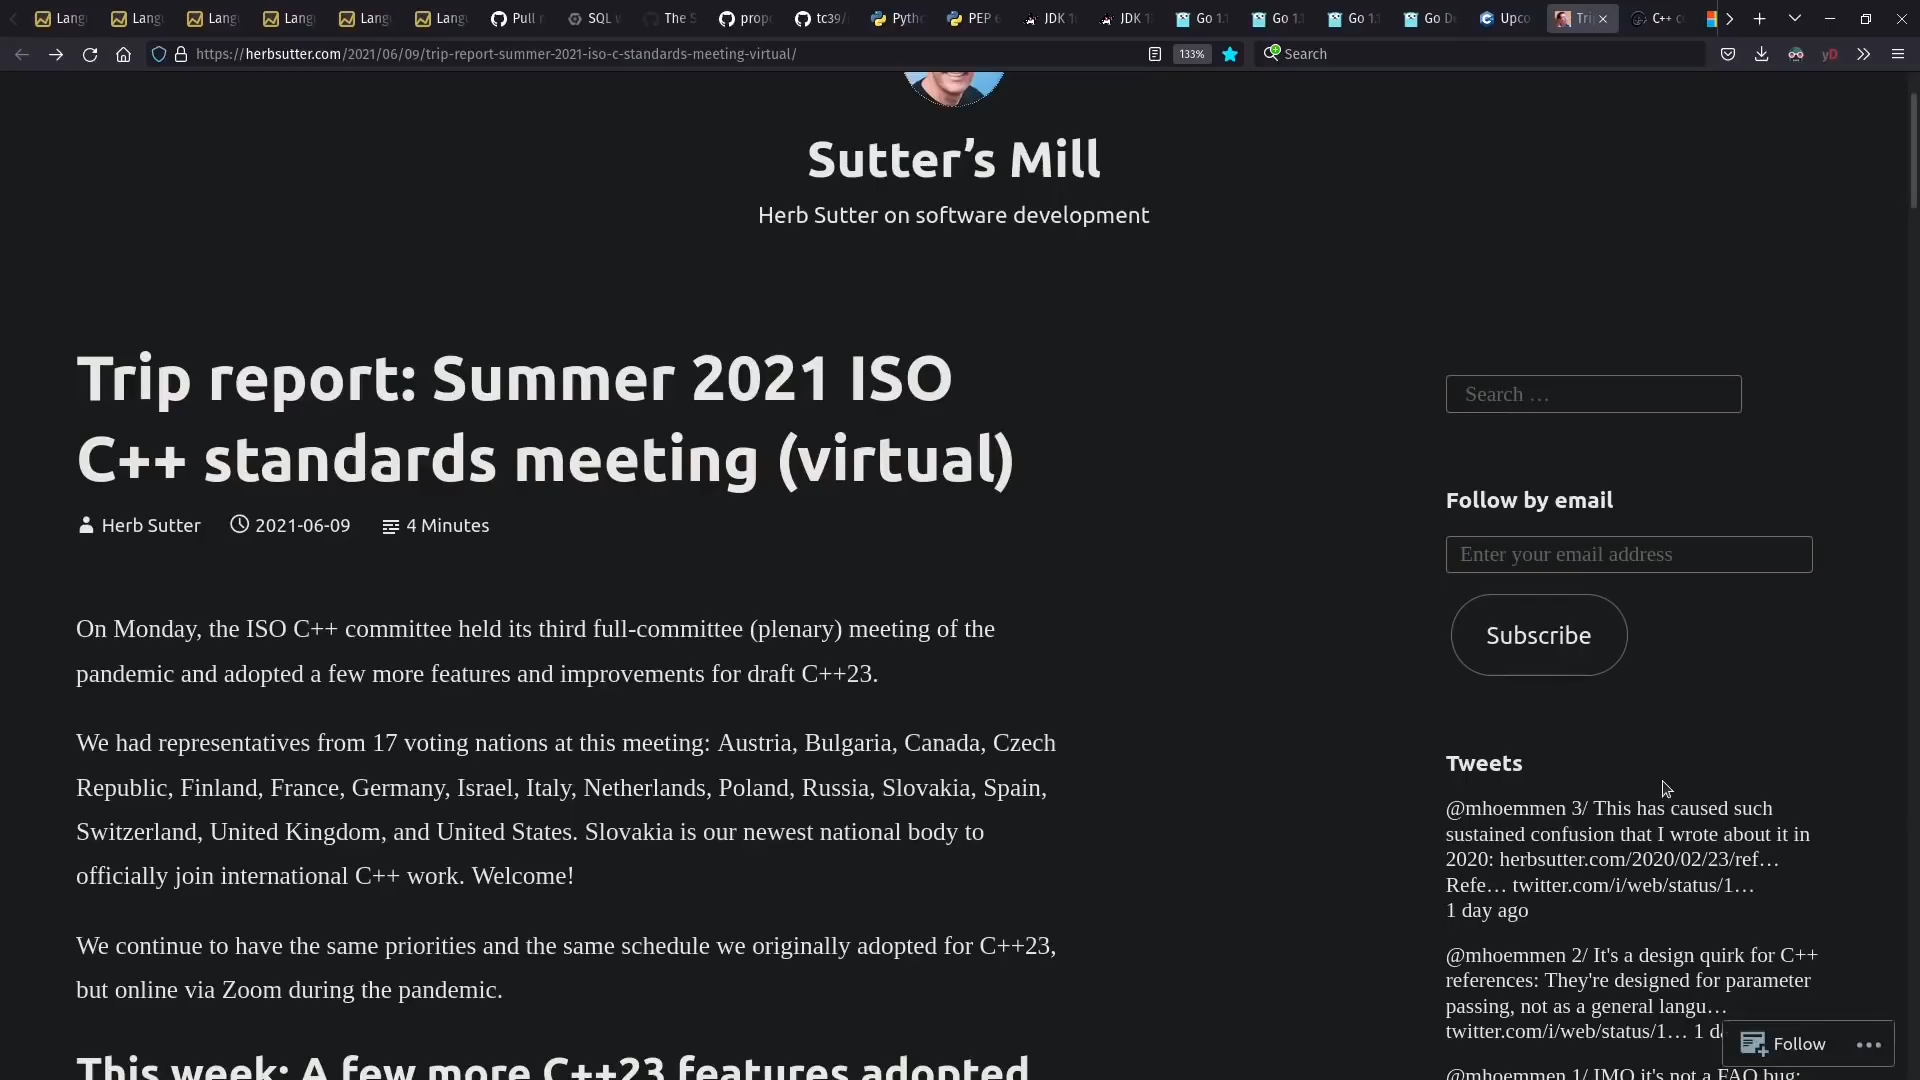 Lang
Lang
Lang
Lang
Lang
Lang
Pull
SQL
The S
prop
tc39/
Pyth
PEP
JDK 1
JDK 1
Go 1.1
Go 1.1
Go 1.1
Go D
Upco
Tri
C++ c
https://herbsutter.com/2021/06/09/trip-report-summer-2021-iso-c-standards-meeting-virtual/
133%
Search
yD
Sutter’s Mill
Herb Sutter on software development
Trip report: Summer 2021 ISO
C++ standards meeting (virtual)
Herb Sutter 2021-06-09 4 Minutes
On Monday, the ISO C++ committee held its third full-committee (plenary) meeting of the
pandemic and adopted a few more features and improvements for draft C++23.
We had representatives from 17 voting nations at this meeting: Austria, Bulgaria, Canada, Czech
Republic, Finland, France, Germany, Israel, Italy, Netherlands, Poland, Russia, Slovakia, Spain,
Switzerland, United Kingdom, and United States. Slovakia is our newest national body to
officially join international C++ work. Welcome!
We continue to have the same priorities and the same schedule we originally adopted for C++23,
but online via Zoom during the pandemic.
This week: A few more C++23 features adopted
Search …
Follow by email
Enter your email address
Subscribe
Tweets
@mhoemmen 3/ This has caused such
sustained confusion that I wrote about it in
2020: herbsutter.com/2020/02/23/ref…
Refe… twitter.com/i/web/status/1…
1 day ago
@mhoemmen 2/ It's a design quirk for C++
references: They're designed for parameter
passing, not as a general langu…
twitter.com/i/web/status/1… 1 da
Follow
@mhoemmen 1/ IMO it's not a FAQ bug: